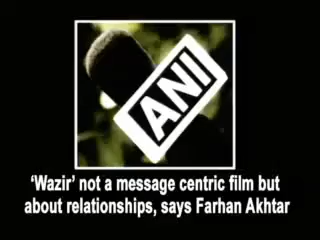 ANI
‘Wazir’ not a message centric film but
about relationships, says Farhan Akhtar